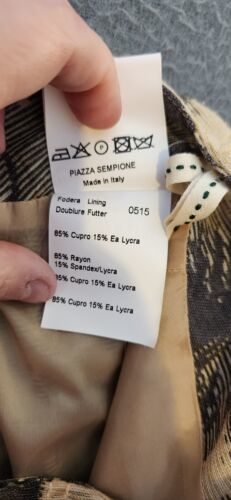 P
PIAZZA SEMPIONE
Made in Italy
Fodera Lining
Doublure Futter 0515
85% Cupro 15% Ea Lycra
85% Rayon
15% Spandex/Lycra
85% Cupro 15% Ea Lycra
85% Cupro 15% Ea Lycra